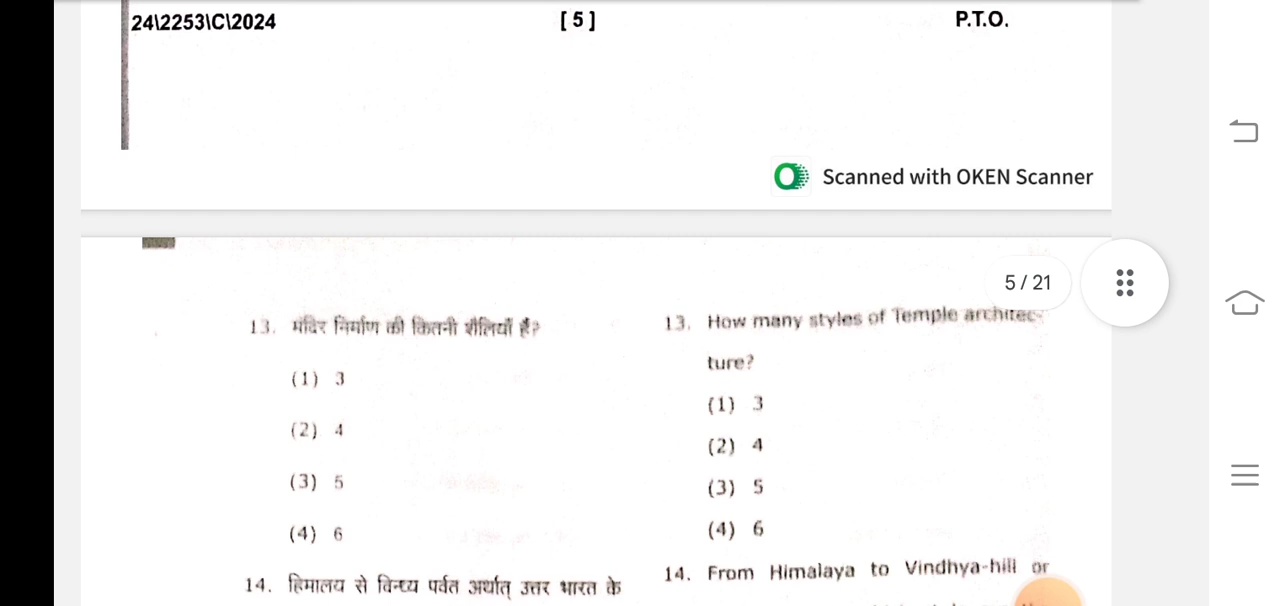 24\2253\C\2024 [ 5 ] P.T.O.
Scanned with OKEN Scanner
5 / 21
13. मंदिर निर्माण की कितनी शैलियाँ हैं?
(1) 3
(2) 4
(3) 5
(4) 6
14. हिमालय से विन्ध्य पर्वत अर्थात् उत्तर भारत के
13. How many styles of Temple architec-
ture?
(1) 3
(2) 4
(3) 5
(4) 6
14. From Himalaya to Vindhya-hill or